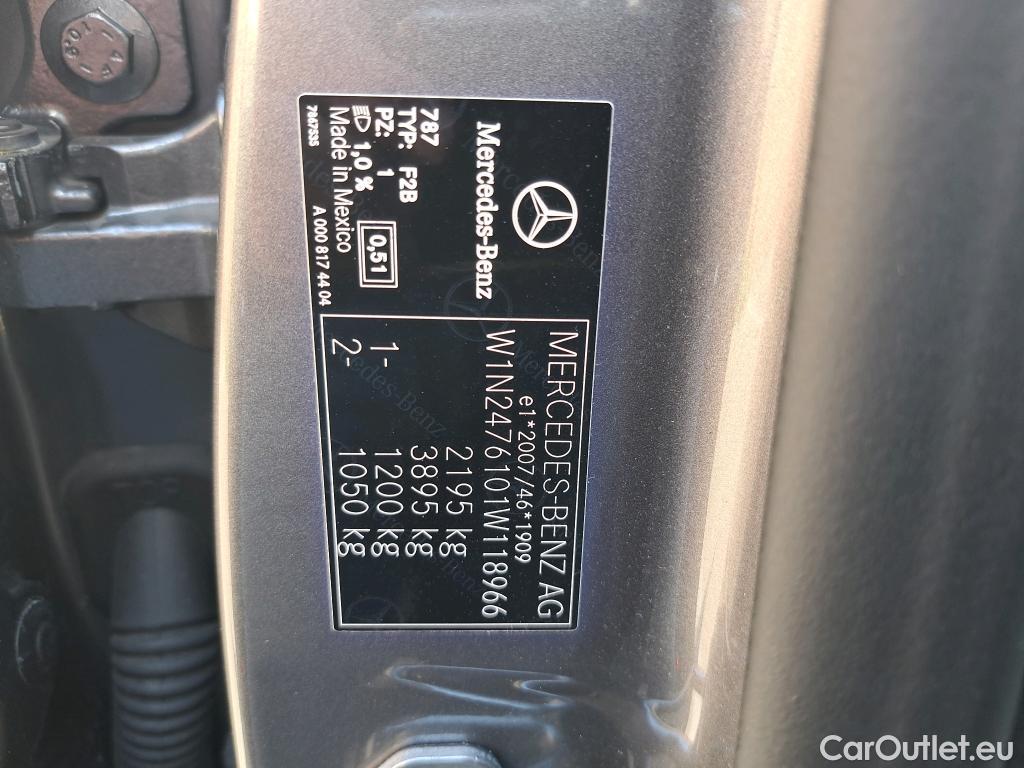 Mercedes-Benz
787
TYP: F2B
PZ: 1
1,0 % 0,51
Made in Mexico
7847535 A 000 817 44 04
MERCEDES-BENZ AG
e1*2007/46*1909
W1N2476101W118966
2195 kg
3895 kg
1- 1200 kg
2- 1050 kg
CarOutlet.eu